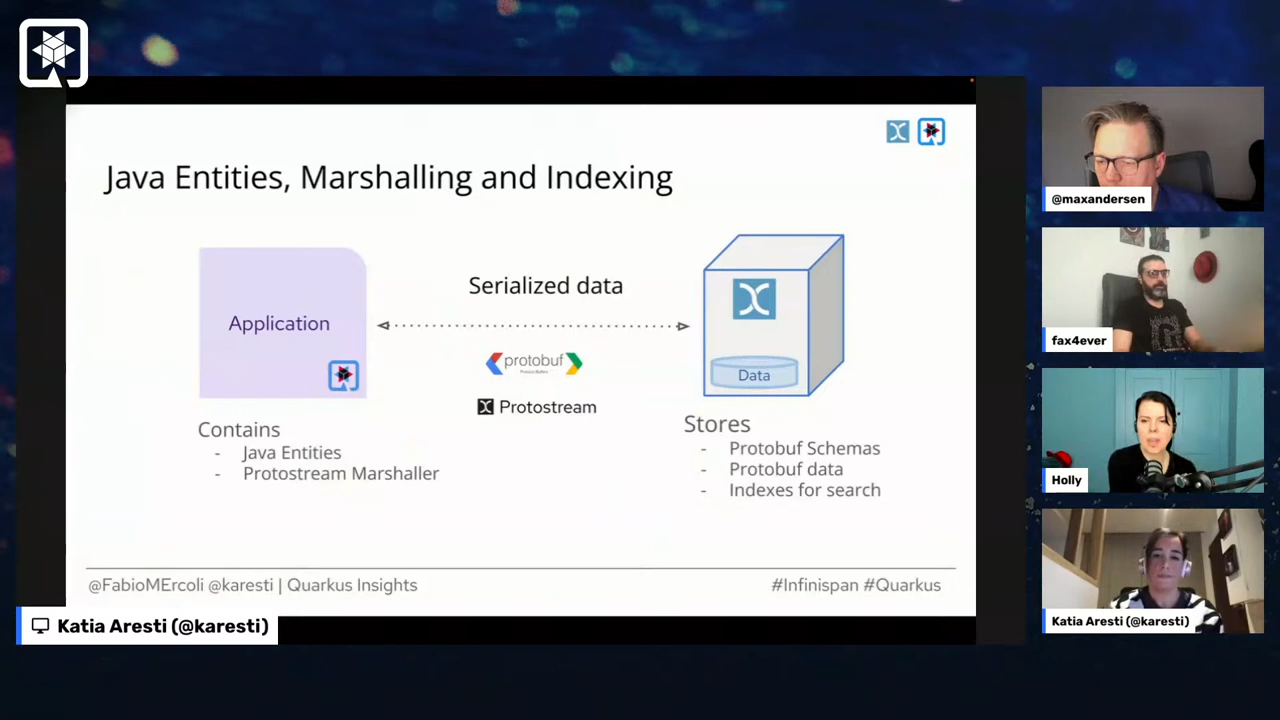 Java Entities, Marshalling and Indexing
Application
Serialized data
protobuf
Protostream
Data
Contains
- Java Entities
- Protostream Marshaller
Stores
- Protobuf Schemas
- Protobuf data
- Indexes for search
@FabioMErcoli @karesti | Quarkus Insights
#Infinispan #Quarkus
Katia Aresti (@karesti)
@maxandersen
fax4ever
Holly
Katia Aresti (@karesti)